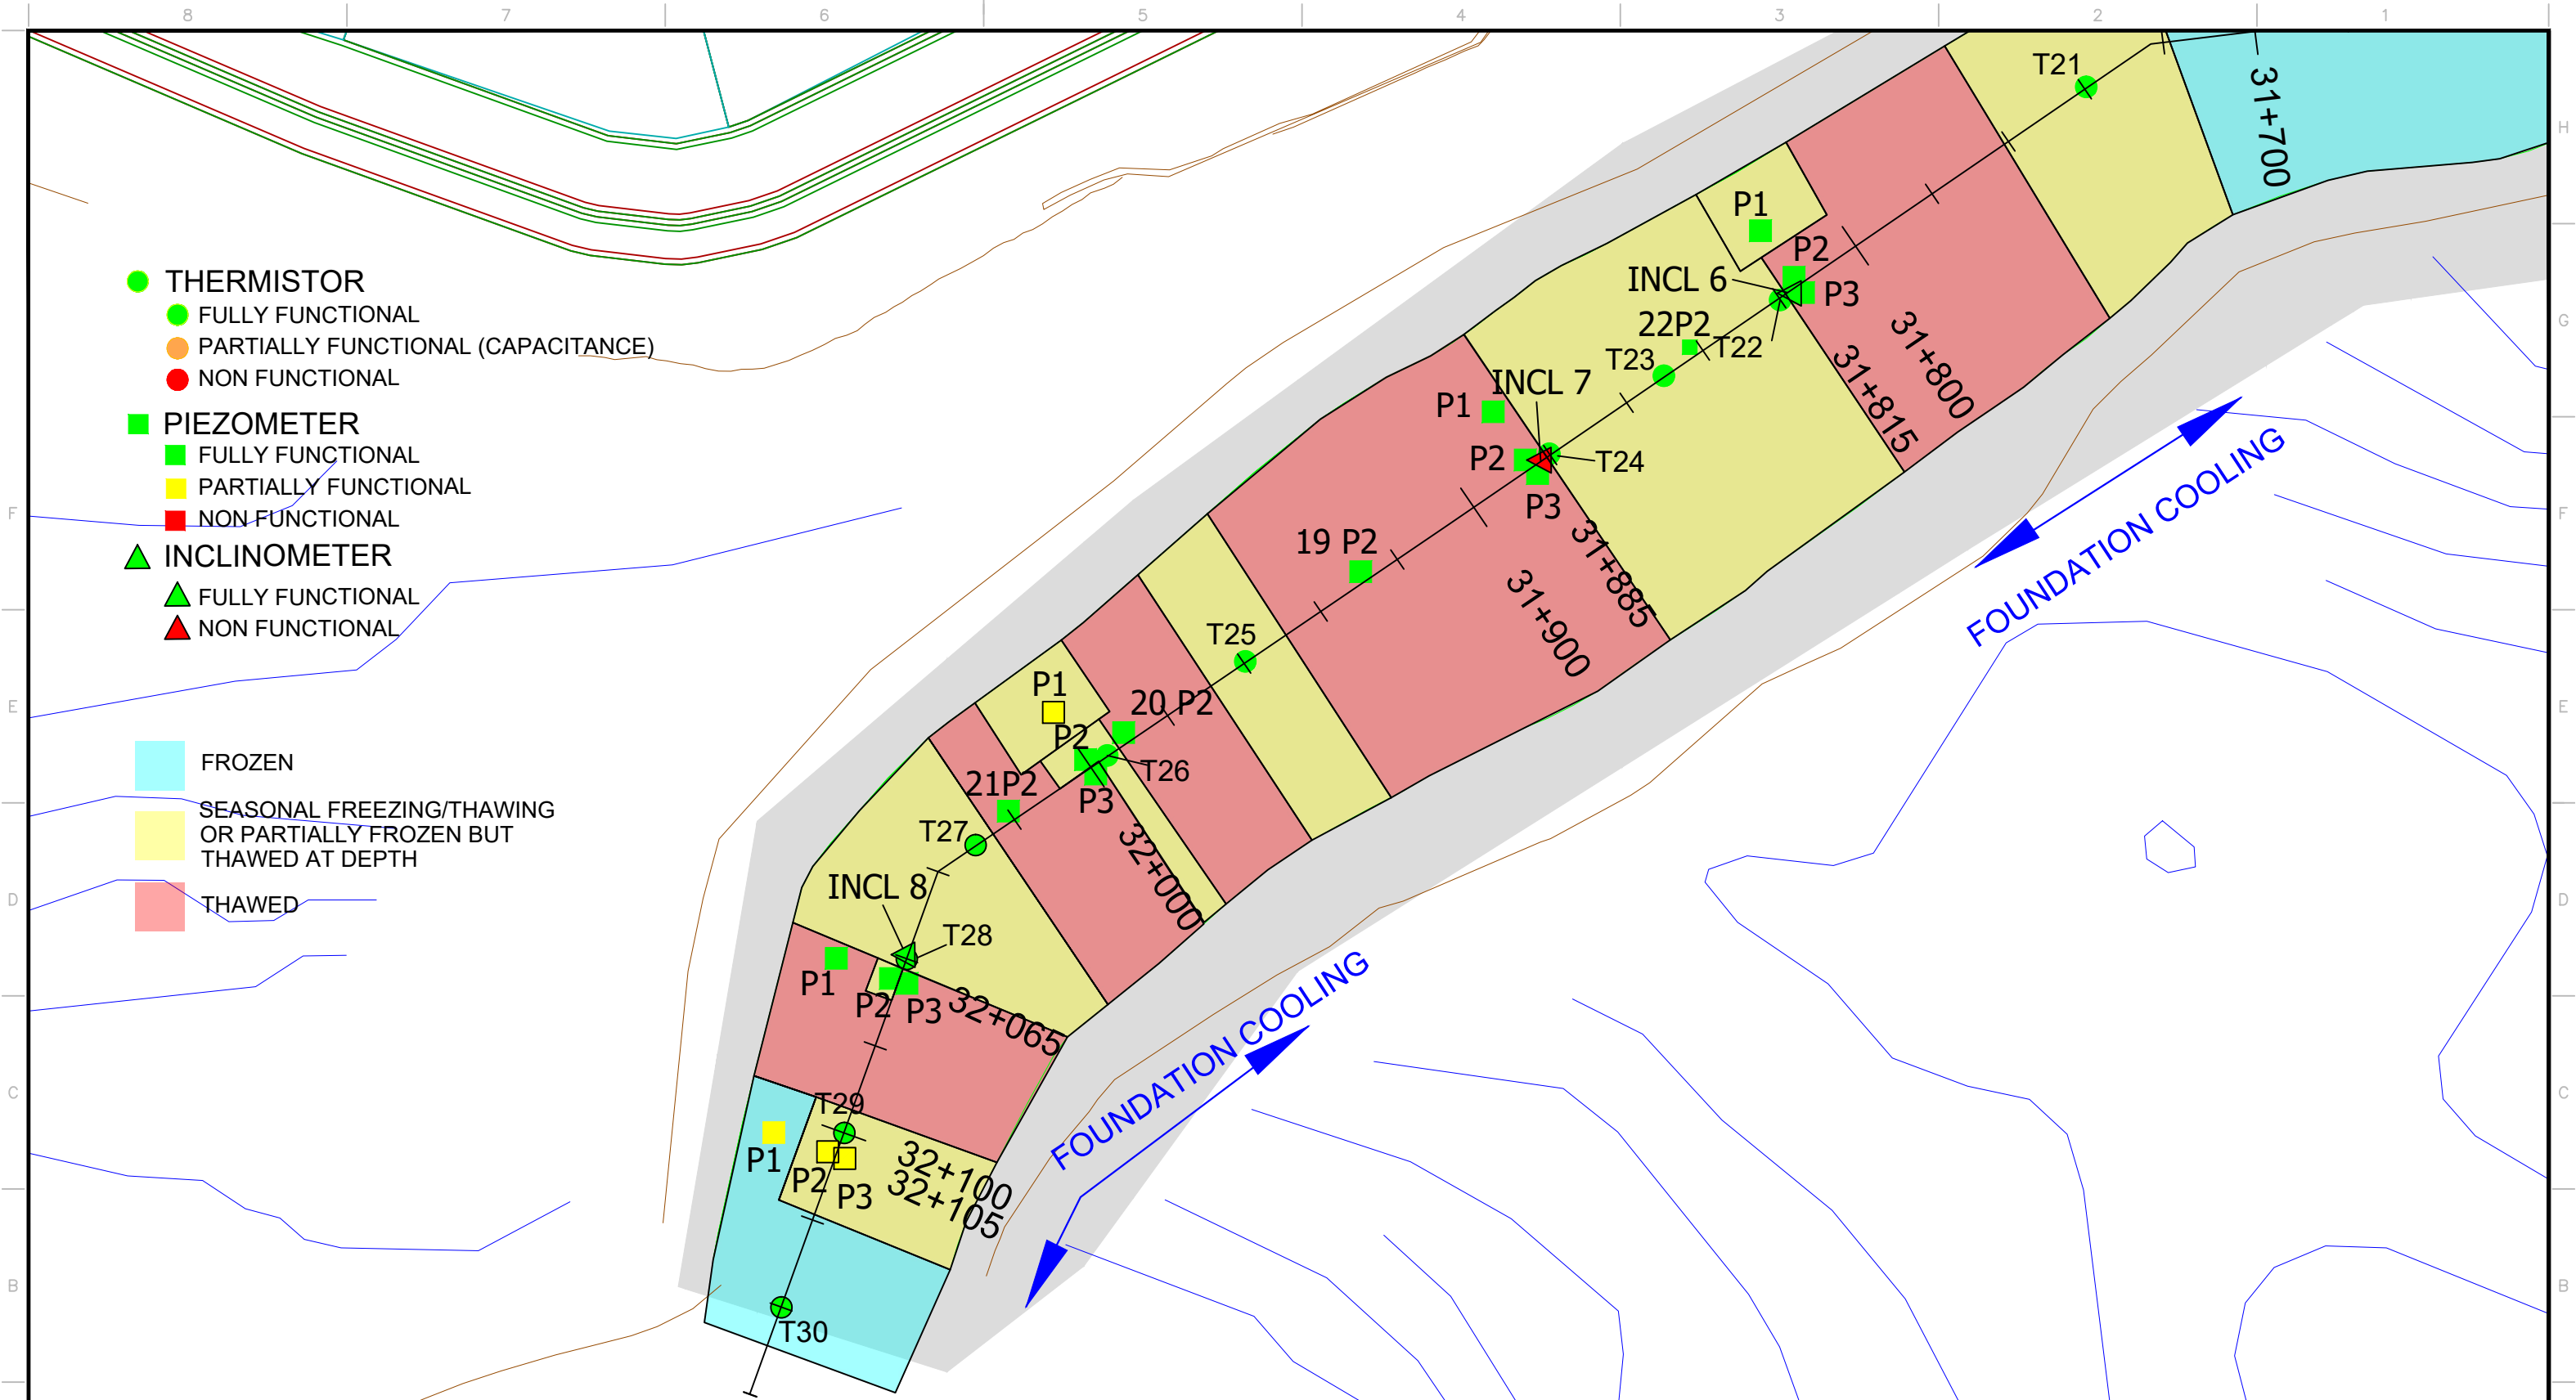 8 7 6 5 4 3 2 1
H
G
F F
E E
D D
C C
B B
THERMISTOR
FULLY FUNCTIONAL
PARTIALLY FUNCTIONAL (CAPACITANCE)
NON FUNCTIONAL
PIEZOMETER
FULLY FUNCTIONAL
PARTIALLY FUNCTIONAL
NON FUNCTIONAL
INCLINOMETER
FULLY FUNCTIONAL
NON FUNCTIONAL
FROZEN
SEASONAL FREEZING/THAWING
OR PARTIALLY FROZEN BUT
THAWED AT DEPTH
THAWED
T21
31+700
P1
P2
INCL 6
P3
22P2
T22
T23
31+800
31+815
INCL 7
P1
P2
T24
P3
FOUNDATION COOLING
19 P2
31+885
31+900
T25
P1
20 P2
P2
T26
21P2
P3
T27
32+000
INCL 8
T28
P1
P2
P3
32+065
FOUNDATION COOLING
T29
P1
P2
P3
32+100
32+105
T30